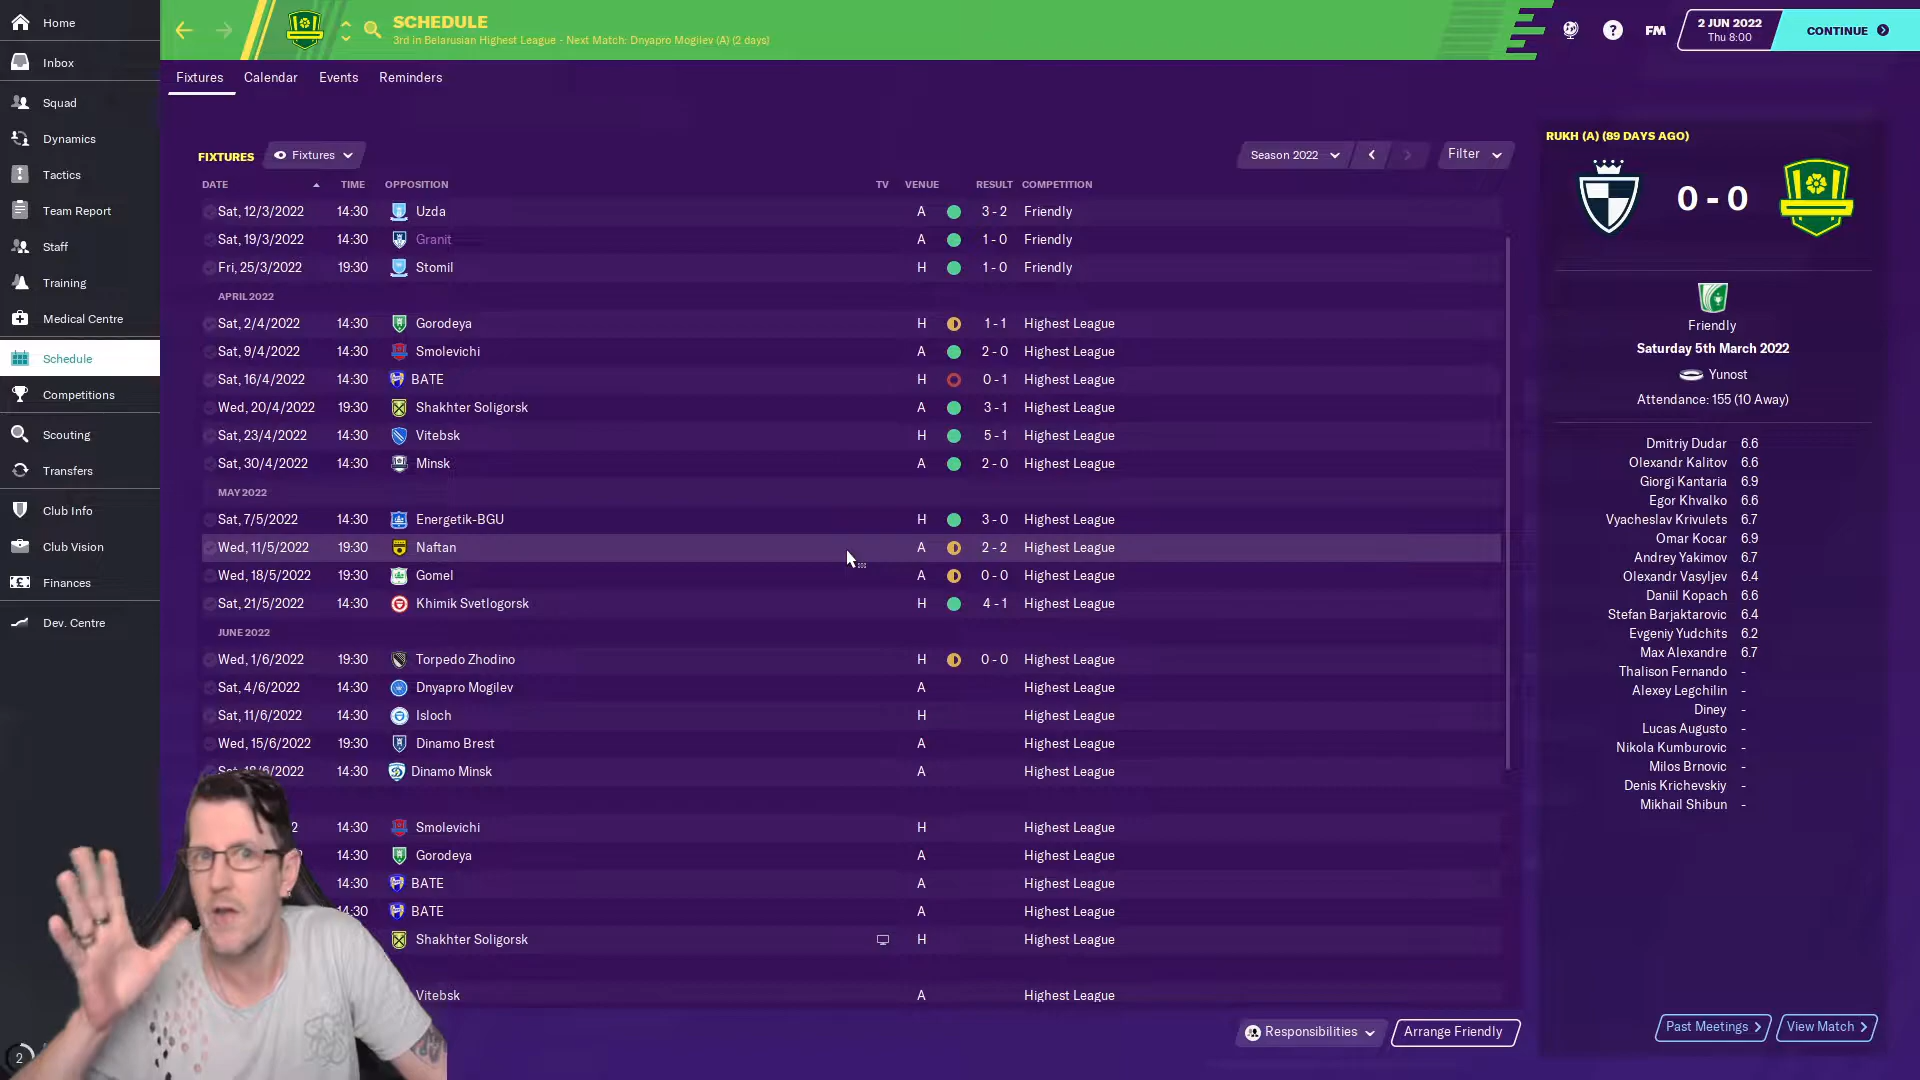 Home
Inbox
Squad
Dynamics
Tactics
Team Report
Staff
Training
Medical Centre
Schedule
Competitions
Scouting
Transfers
Club Info
Club Vision
Finances
Dev. Centre
2
SCHEDULE
3rd in Belarusian Highest League - Next Match: Dnyapro Mogilev (A) (2 days)
? FM
2 JUN 2022
Thu 8:00
CONTINUE
Fixtures Calendar Events Reminders
FIXTURES Fixtures Season 2022 Filter
DATE TIME OPPOSITION TV VENUE RESULT COMPETITION
Sat, 12/3/2022 14:30 Uzda A 3 - 2 Friendly
Sat, 19/3/2022 14:30 Granit A 1 - 0 Friendly
Fri, 25/3/2022 19:30 Stomil H 1 - 0 Friendly
APRIL 2022
Sat, 2/4/2022 14:30 Gorodeya H 1 - 1 Highest League
Sat, 9/4/2022 14:30 Smolevichi A 2 - 0 Highest League
Sat, 16/4/2022 14:30 BATE H 0 - 1 Highest League
Wed, 20/4/2022 19:30 Shakhter Soligorsk A 3 - 1 Highest League
Sat, 23/4/2022 14:30 Vitebsk H 5 - 1 Highest League
Sat, 30/4/2022 14:30 Minsk A 2 - 0 Highest League
MAY 2022
Sat, 7/5/2022 14:30 Energetik-BGU H 3 - 0 Highest League
Wed, 11/5/2022 19:30 Naftan A 2 - 2 Highest League
Wed, 18/5/2022 19:30 Gomel A 0 - 0 Highest League
Sat, 21/5/2022 14:30 Khimik Svetlogorsk H 4 - 1 Highest League
JUNE 2022
Wed, 1/6/2022 19:30 Torpedo Zhodino H 0 - 0 Highest League
Sat, 4/6/2022 14:30 Dnyapro Mogilev A Highest League
Sat, 11/6/2022 14:30 Isloch H Highest League
Wed, 15/6/2022 19:30 Dinamo Brest A Highest League
Sat, 18/6/2022 14:30 Dinamo Minsk A Highest League
2 14:30 Smolevichi H Highest League
14:30 Gorodeya A Highest League
14:30 BATE A Highest League
14:30 BATE A Highest League
Shakhter Soligorsk H Highest League
Vitebsk A Highest League
Responsibilities Arrange Friendly
RUKH (A) (89 DAYS AGO)
0 - 0
Friendly
Saturday 5th March 2022
Yunost
Attendance: 155 (10 Away)
Dmitriy Dudar 6.6
Olexandr Kalitov 6.6
Giorgi Kantaria 6.9
Egor Khvalko 6.6
Vyacheslav Krivulets 6.7
Omar Kocar 6.9
Andrey Yakimov 6.7
Olexandr Vasyljev 6.4
Daniil Kopach 6.6
Stefan Barjaktarovic 6.4
Evgeniy Yudchits 6.2
Max Alexandre 6.7
Thalison Fernando -
Alexey Legchilin -
Diney -
Lucas Augusto -
Nikola Kumburovic -
Milos Brnovic -
Denis Krichevskiy -
Mikhail Shibun -
Past Meetings View Match